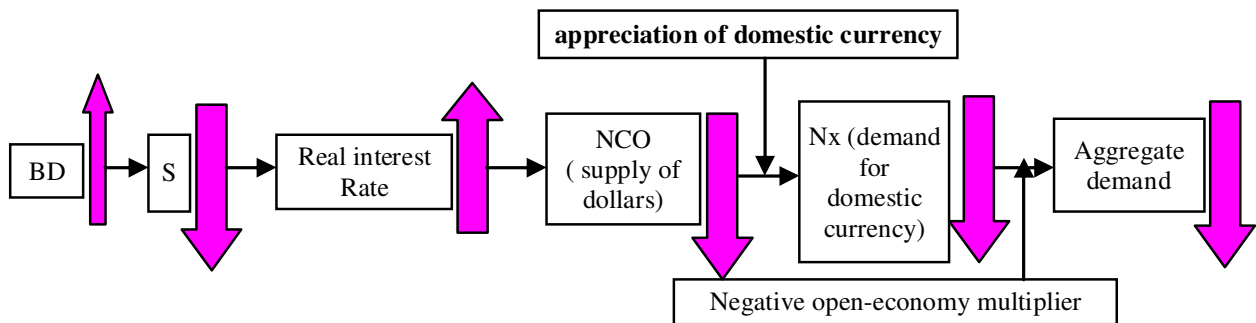 appreciation of domestic currency
BD
S
Real interest
Rate
NCO
( supply of
dollars)
Nx (demand
for
domestic
currency)
Aggregate
demand
Negative open-economy multiplier